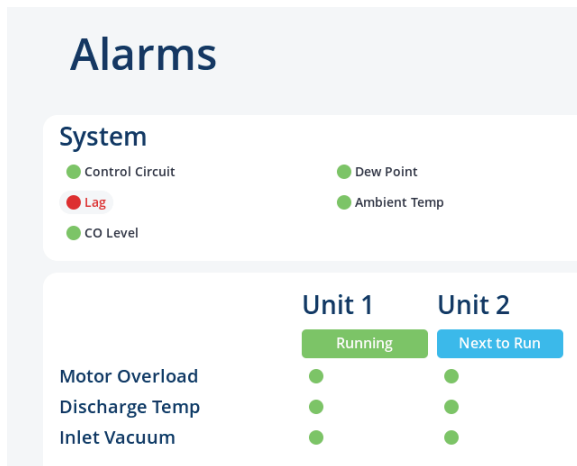 Alarms
System
Control Circuit
Dew Point
Lag
Ambient Temp
CO Level
Unit 1
Unit 2
Running
Next to Run
Motor Overload
Discharge Temp
Inlet Vacuum